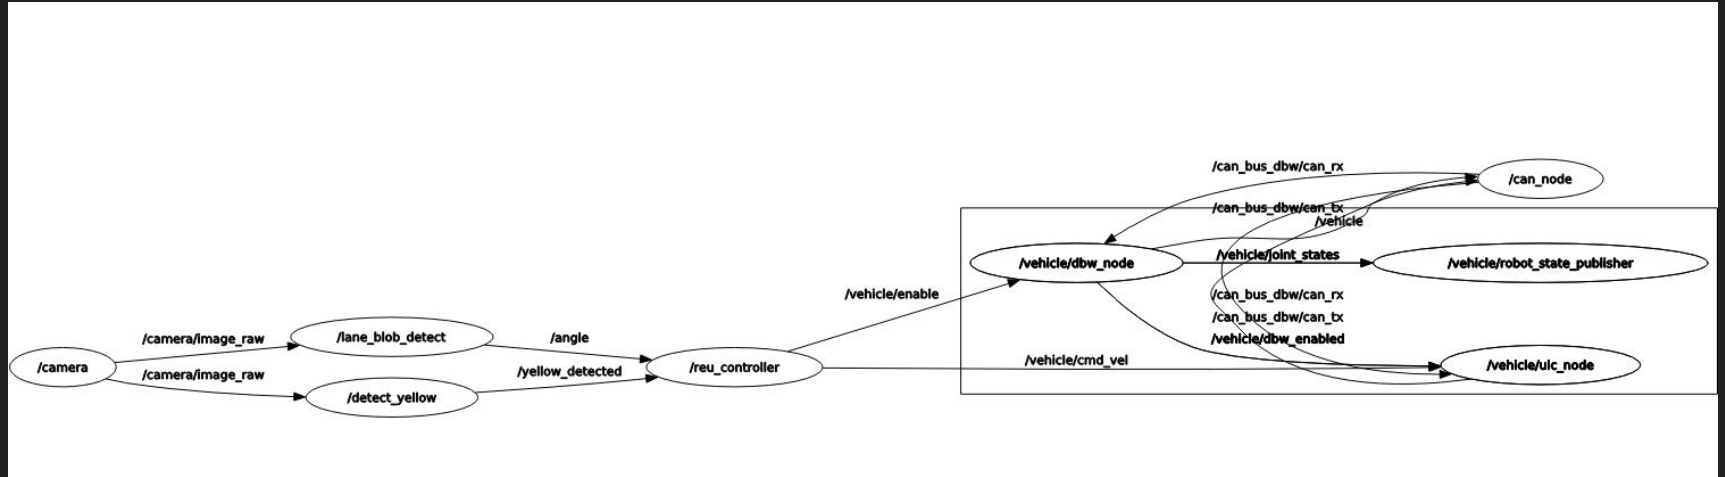 /can_bus_dbw/can_rx
/can_node
/can_bus_dbw/can_tx
/vehicle
/vehicle/dbw_node
/vehicle/joint_states
/vehicle/robot_state_publisher
/vehicle/enable
/can_bus_dbw/can_rx
/can_bus_dbw/can_tx
/camera/image_raw
/lane_blob_detect
/angle
/vehicle/dbw_enabled
/camera
/camera/image_raw
/yellow_detected
/reu_controller
/vehicle/cmd_vel
/vehicle/ulc_node
/detect_yellow